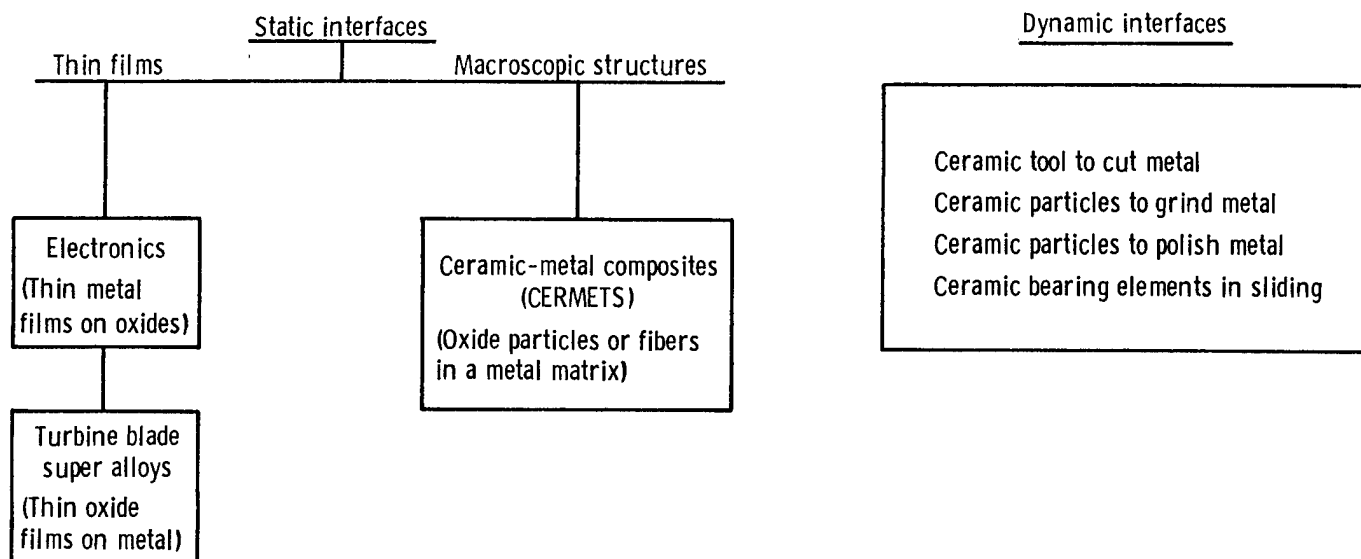 Static interfaces
Thin films
Macroscopic structures
Electronics
(Thin metal
films on oxides)
Turbine blade
super alloys
(Thin oxide
films on metal)
Ceramic-metal composites
(CERMETS)
(Oxide particles or fibers
in a metal matrix)
Dynamic interfaces
Ceramic tool to cut metal
Ceramic particles to grind metal
Ceramic particles to polish metal
Ceramic bearing elements in sliding